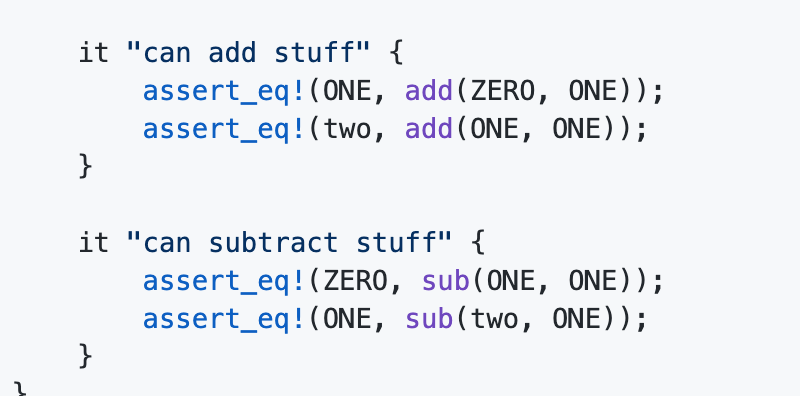 it "can add stuff" {
assert_eq!(ONE, add(ZERO, ONE));
assert_eq!(two, add(ONE, ONE));
}
it "can subtract stuff" {
assert_eq!(ZERO, sub(ONE, ONE));
assert_eq!(ONE, sub(two, ONE));
}
}